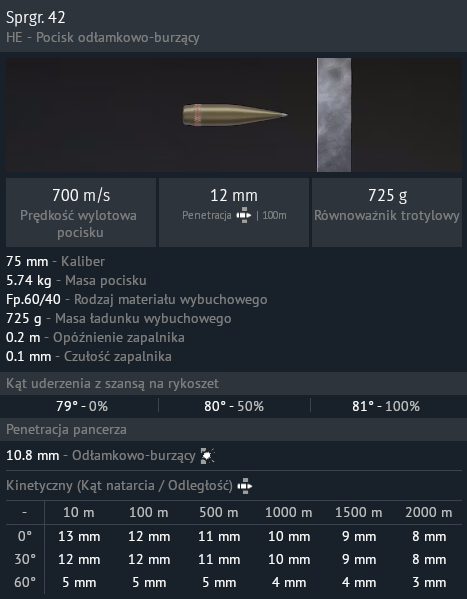 Sprgr. 42
HE - Pocisk odłamkowo-burzący
700 m/s
Prędkość wylotowa
pocisku
12 mm
Penetracja | 100m
725 g
Równoważnik trotylowy
75 mm - Kaliber
5.74 kg - Masa pocisku
Fp.60/40 - Rodzaj materiału wybuchowego
725 g - Masa ładunku wybuchowego
0.2 m - Opóźnienie zapalnika
0.1 mm - Czułość zapalnika
Kąt uderzenia z szansą na rykoszet
79° - 0% 80° - 50% 81° - 100%
Penetracja pancerza
10.8 mm - Odłamkowo-burzący
Kinetyczny (Kąt natarcia / Odległość)
- 10 m 100 m 500 m 1000 m 1500 m 2000 m
0° 13 mm 12 mm 11 mm 10 mm 9 mm 8 mm
30° 12 mm 12 mm 11 mm 10 mm 9 mm 8 mm
60° 5 mm 5 mm 5 mm 4 mm 4 mm 3 mm